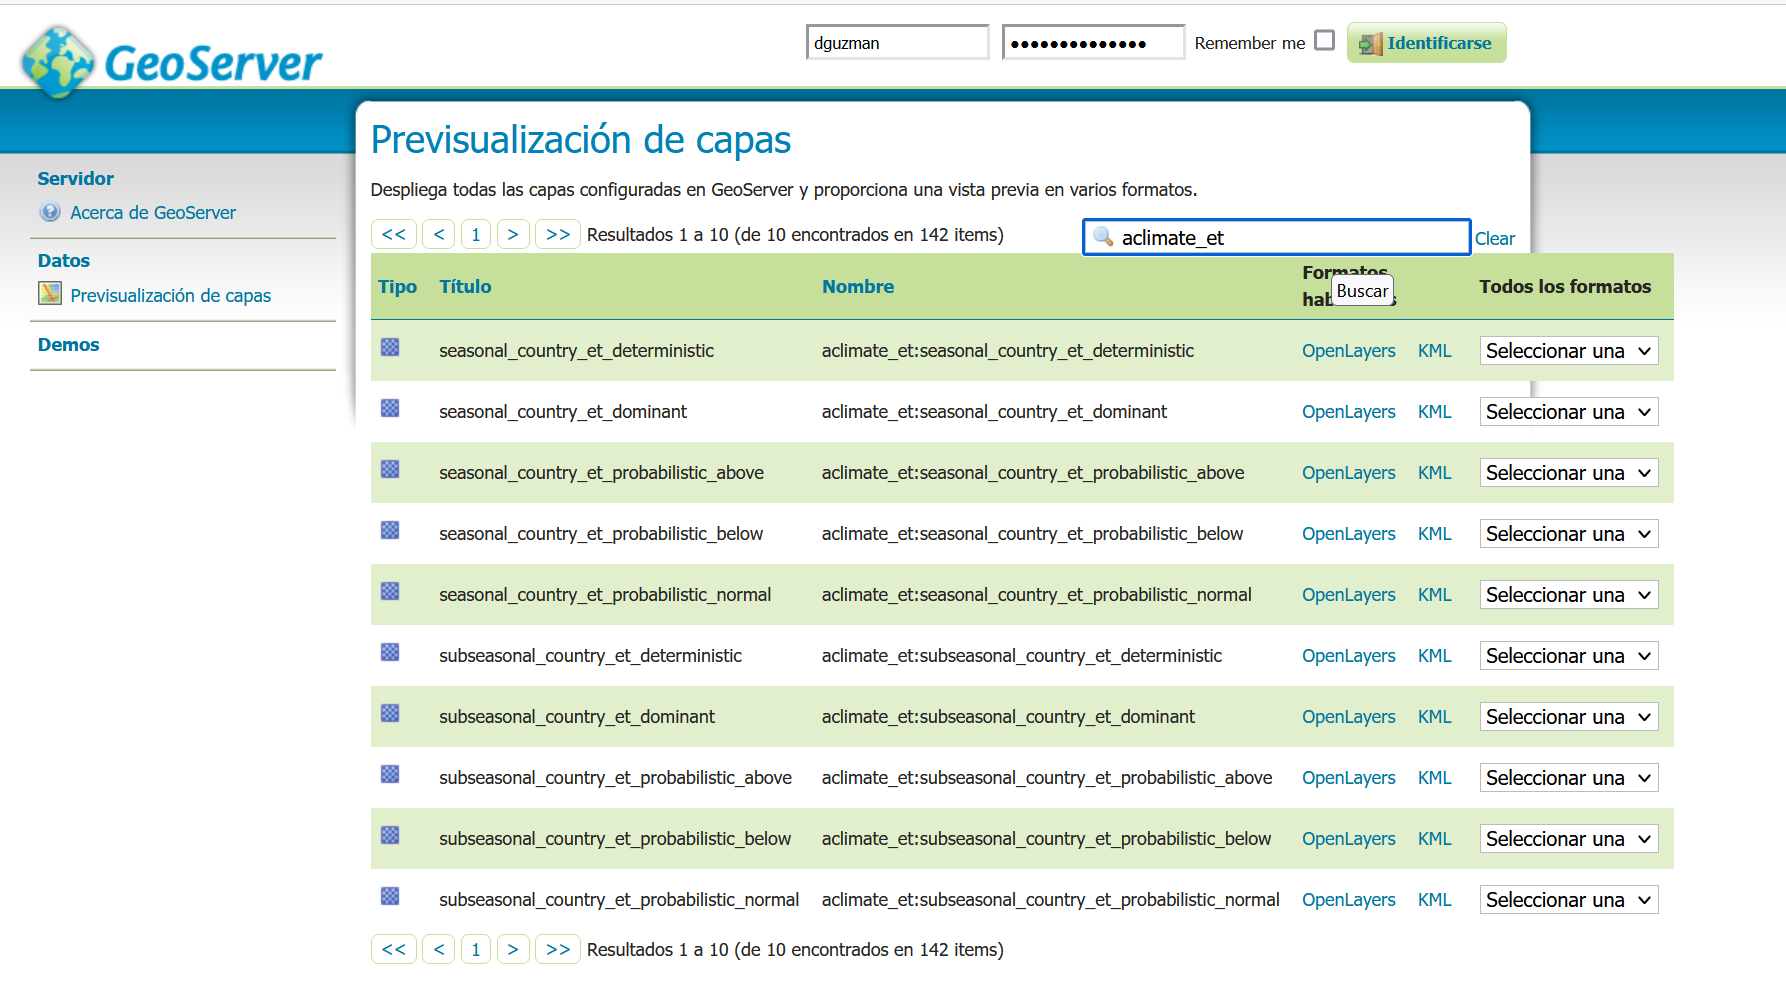 GeoServer
dguzman
Remember me
Identificarse
Previsualización de capas
Despliega todas las capas configuradas en GeoServer y proporciona una vista previa en varios formatos.
Servidor
Acerca de GeoServer
Datos
Previsualización de capas
Demos
<< < 1 > >> Resultados 1 a 10 (de 10 encontrados en 142 items)
aclimate_et
Clear
Tipo Título Nombre Formatos Todos los formatos
Buscar
seasonal_country_et_deterministic aclimate_et:seasonal_country_et_deterministic OpenLayers KML Seleccionar una
seasonal_country_et_dominant aclimate_et:seasonal_country_et_dominant OpenLayers KML Seleccionar una
seasonal_country_et_probabilistic_above aclimate_et:seasonal_country_et_probabilistic_above OpenLayers KML Seleccionar una
seasonal_country_et_probabilistic_below aclimate_et:seasonal_country_et_probabilistic_below OpenLayers KML Seleccionar una
seasonal_country_et_probabilistic_normal aclimate_et:seasonal_country_et_probabilistic_normal OpenLayers KML Seleccionar una
subseasonal_country_et_deterministic aclimate_et:subseasonal_country_et_deterministic OpenLayers KML Seleccionar una
subseasonal_country_et_dominant aclimate_et:subseasonal_country_et_dominant OpenLayers KML Seleccionar una
subseasonal_country_et_probabilistic_above aclimate_et:subseasonal_country_et_probabilistic_above OpenLayers KML Seleccionar una
subseasonal_country_et_probabilistic_below aclimate_et:subseasonal_country_et_probabilistic_below OpenLayers KML Seleccionar una
subseasonal_country_et_probabilistic_normal aclimate_et:subseasonal_country_et_probabilistic_normal OpenLayers KML Seleccionar una
<< < 1 > >> Resultados 1 a 10 (de 10 encontrados en 142 items)